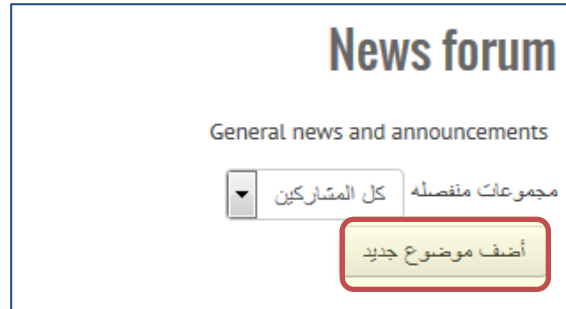 News forum
General news and announcements
مجموعات منفصله كل المشاركين
أضف موضوع جديد